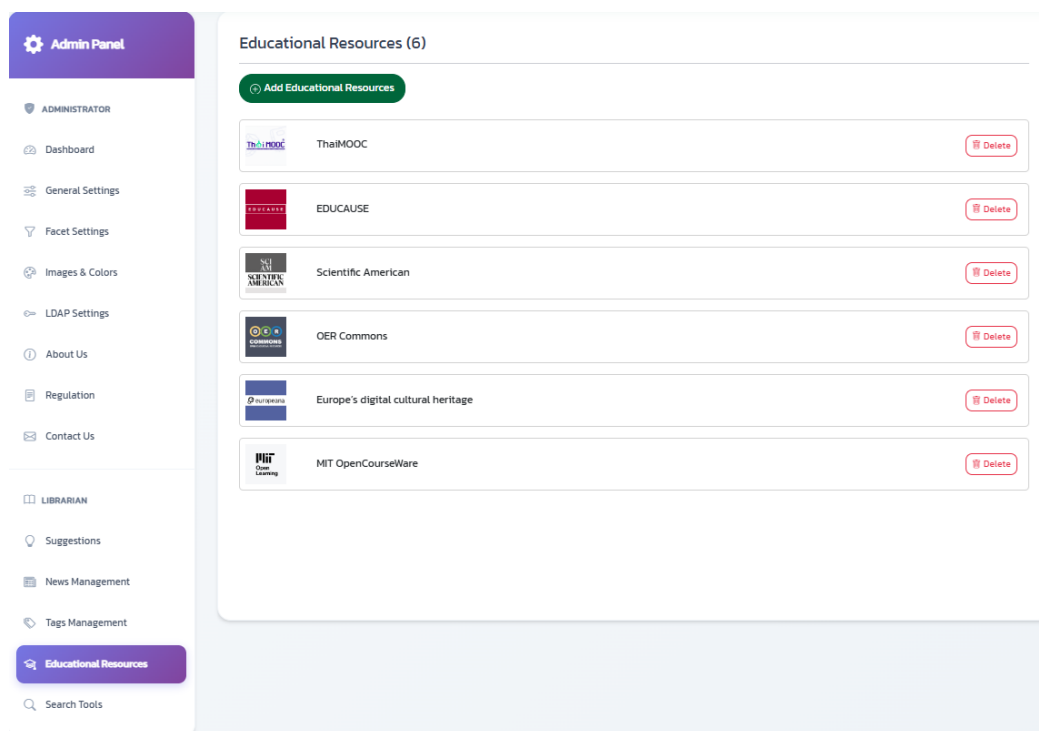 Admin Panel
ADMINISTRATOR
Dashboard
General Settings
Facet Settings
Images & Colors
LDAP Settings
About Us
Regulation
Contact Us
LIBRARIAN
Suggestions
News Management
Tags Management
Educational Resources
Search Tools
Educational Resources (6)
Add Educational Resources
ThaiMOOC
ThaiMOOC
Delete
EDUCAUSE
EDUCAUSE
Delete
SCI
AM
SCIENTIFIC
AMERICAN
Scientific American
Delete
OER
COMMONS
OER Commons
Delete
europeana
Europe's digital cultural heritage
Delete
MIT
Open
Learning
MIT OpenCourseWare
Delete